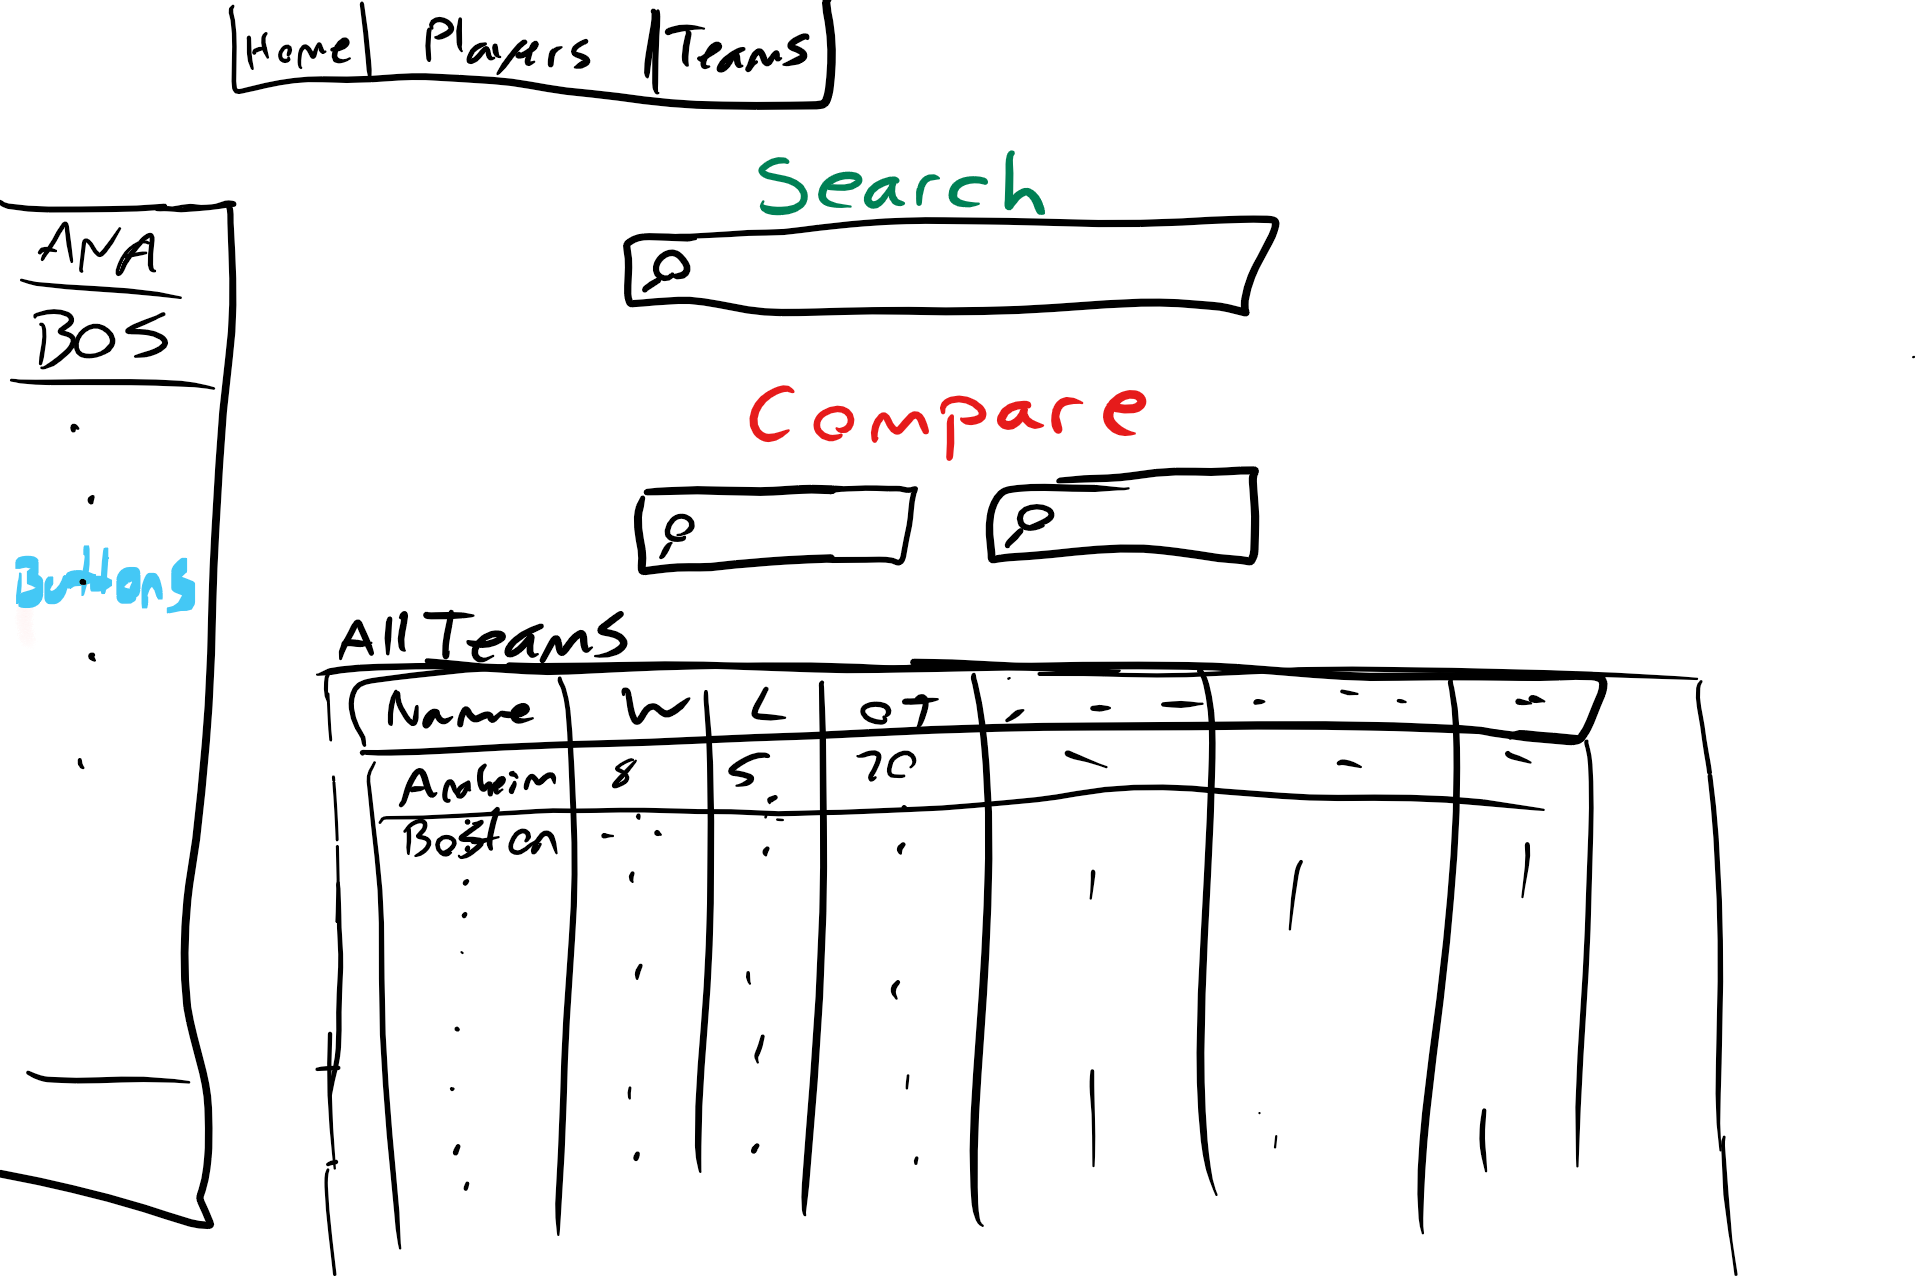 Home Players Teams
Search
ANA
BOS
Compare
Buttons
All Teams
Name W L OT
Anaheim 8 5 70
Boston